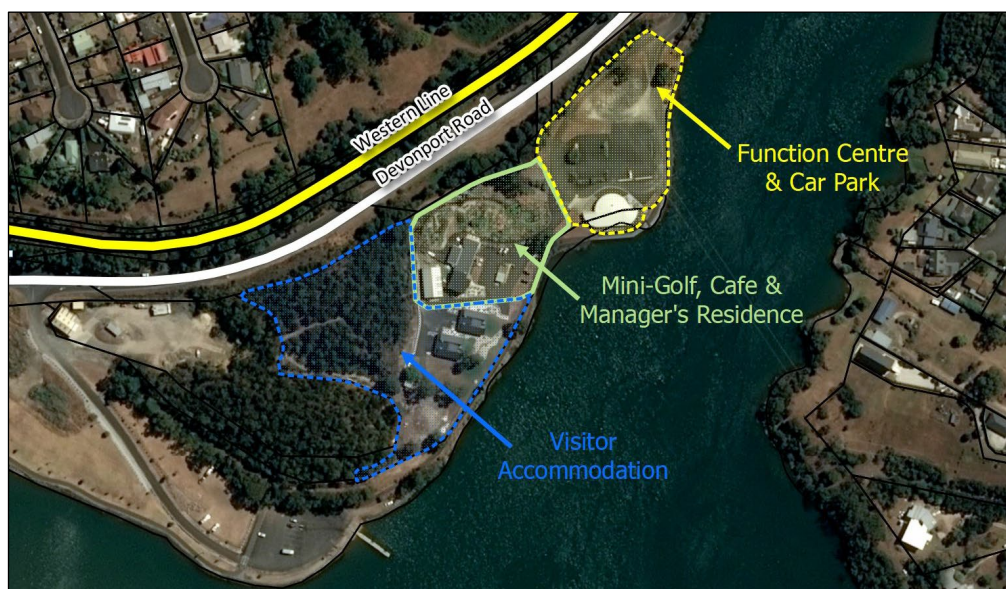 Western Line
Devonport Road
Function Centre
& Car Park
Mini-Golf, Cafe &
Manager's Residence
Visitor
Accommodation